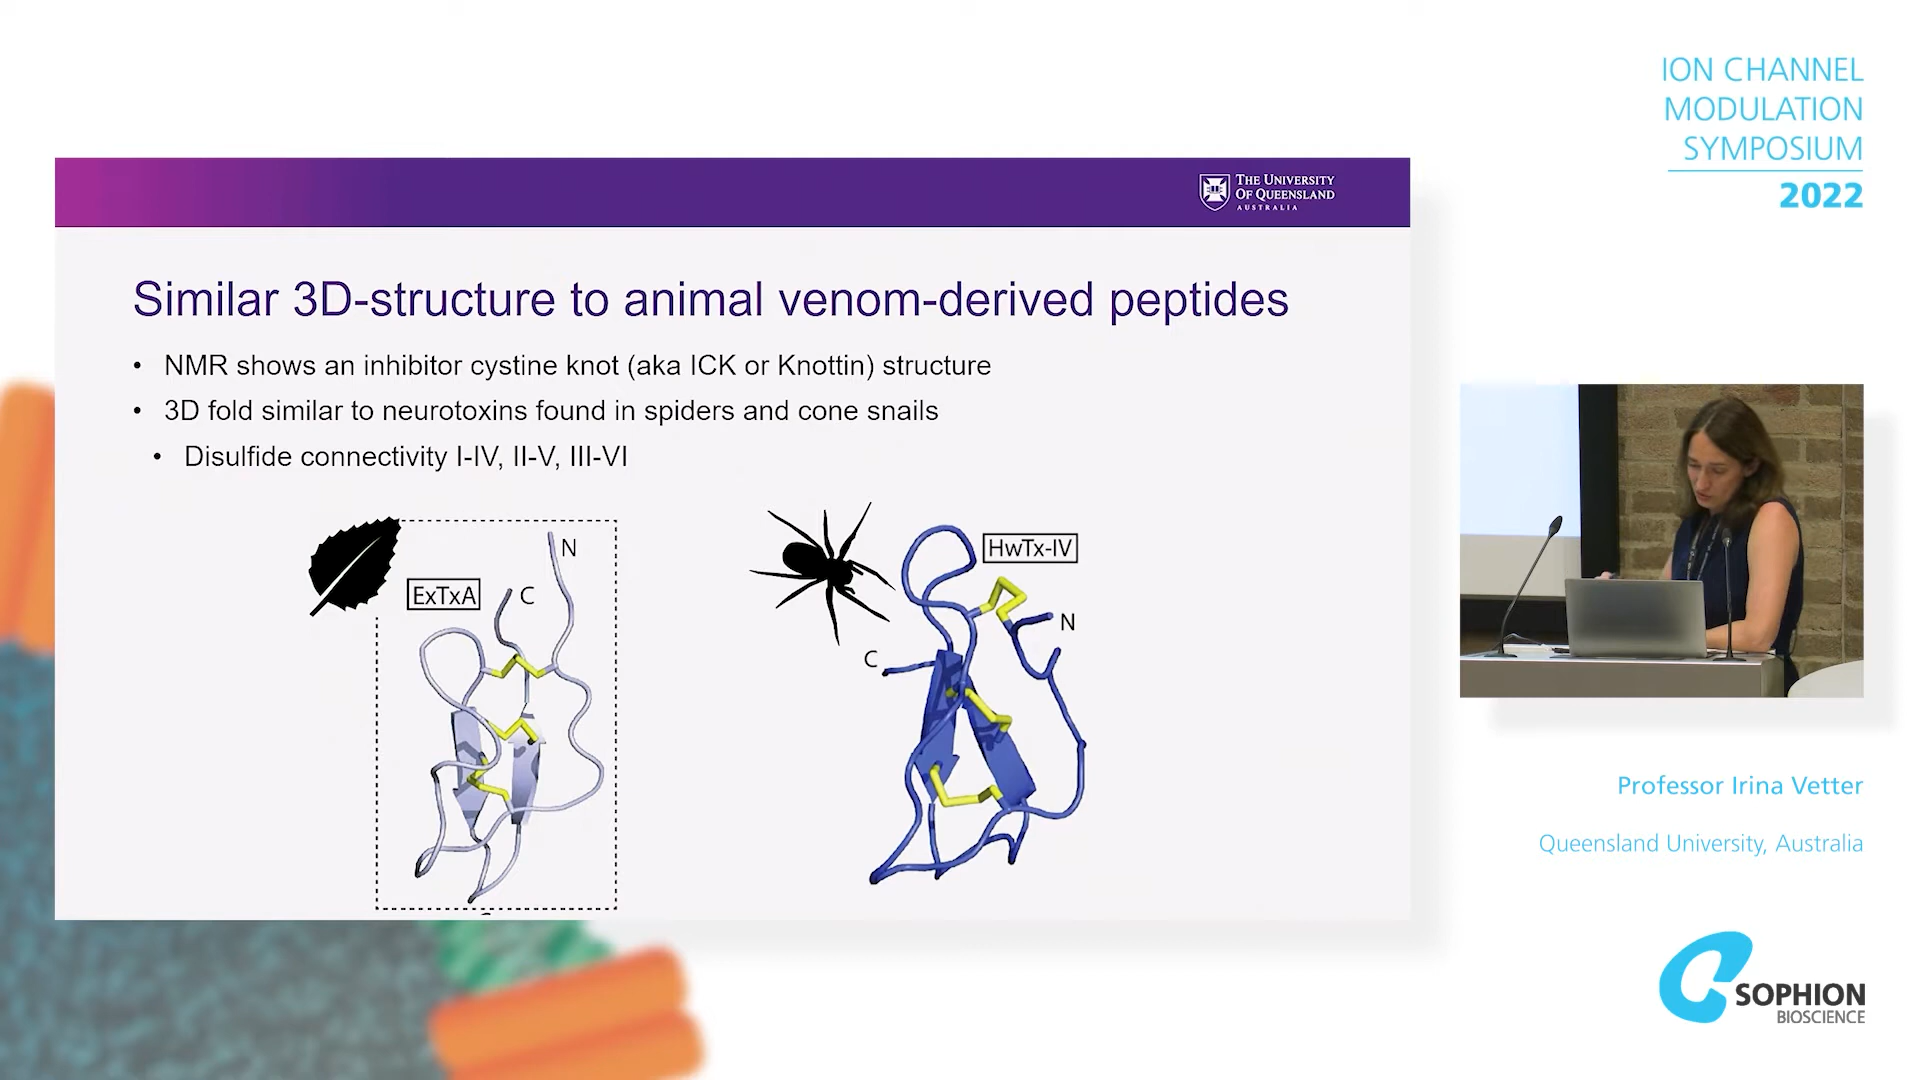 ION CHANNEL
MODULATION
SYMPOSIUM
2022
THE UNIVERSITY
OF QUEENSLAND
AUSTRALIA
Similar 3D-structure to animal venom-derived peptides
• NMR shows an inhibitor cystine knot (aka ICK or Knottin) structure
• 3D fold similar to neurotoxins found in spiders and cone snails
• Disulfide connectivity I-IV, II-V, III-VI
N
ExTxA
C
HwTx-IV
N
C
Professor Irina Vetter
Queensland University, Australia
SOPHION
BIOSCIENCE